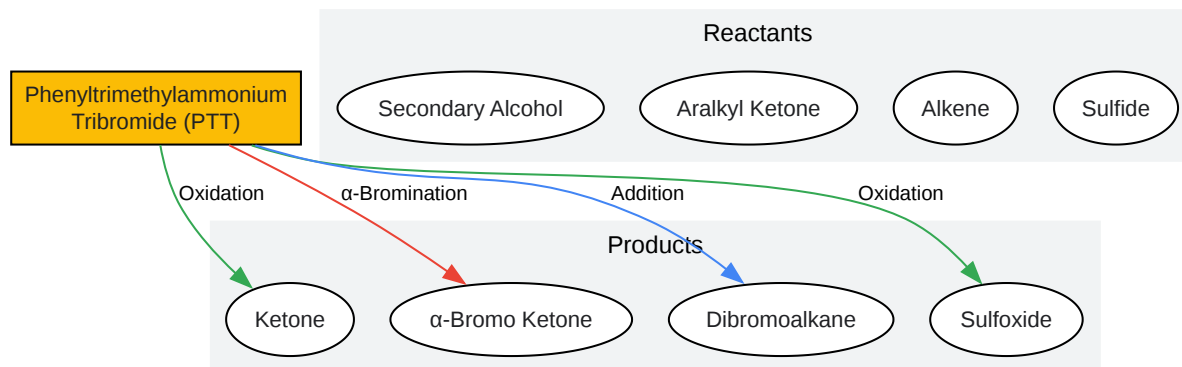 Reactants
Phenyltrimethylammonium
Tribromide (PTT)
Secondary Alcohol
Aralkyl Ketone
Alkene
Sulfide
Oxidation
α-Bromination
Addition
Oxidation
Products
Ketone
α-Bromo Ketone
Dibromoalkane
Sulfoxide